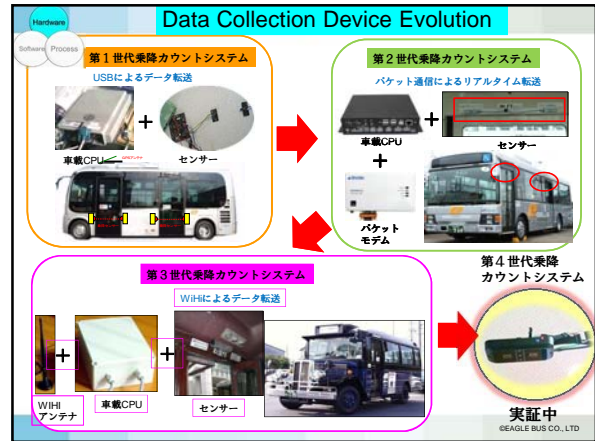 Hardware
Software
Process
Data Collection Device Evolution
第1世代乗降カウントシステム
USBによるデータ転送
車載CPU
センサー
第2世代乗降カウントシステム
パケット通信によるリアルタイム転送
車載CPU
センサー
パケット
モデム
第3世代乗降カウントシステム
WiHiによるデータ転送
WIHI
アンテナ
車載CPU
センサー
第4世代乗降
カウントシステム
実証中
©EAGLE BUS CO., LTD